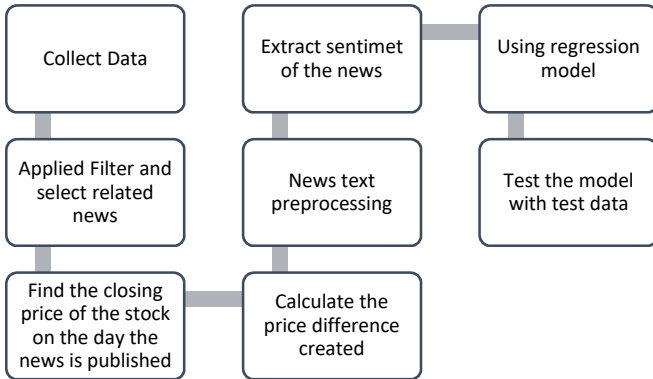 Collect Data
Applied Filter and
select related
news
Find the closing
price of the stock
on the day the
news is published
Calculate the
price difference
created
News text
preprocessing
Extract sentimet
of the news
Using regression
model
Test the model
with test data